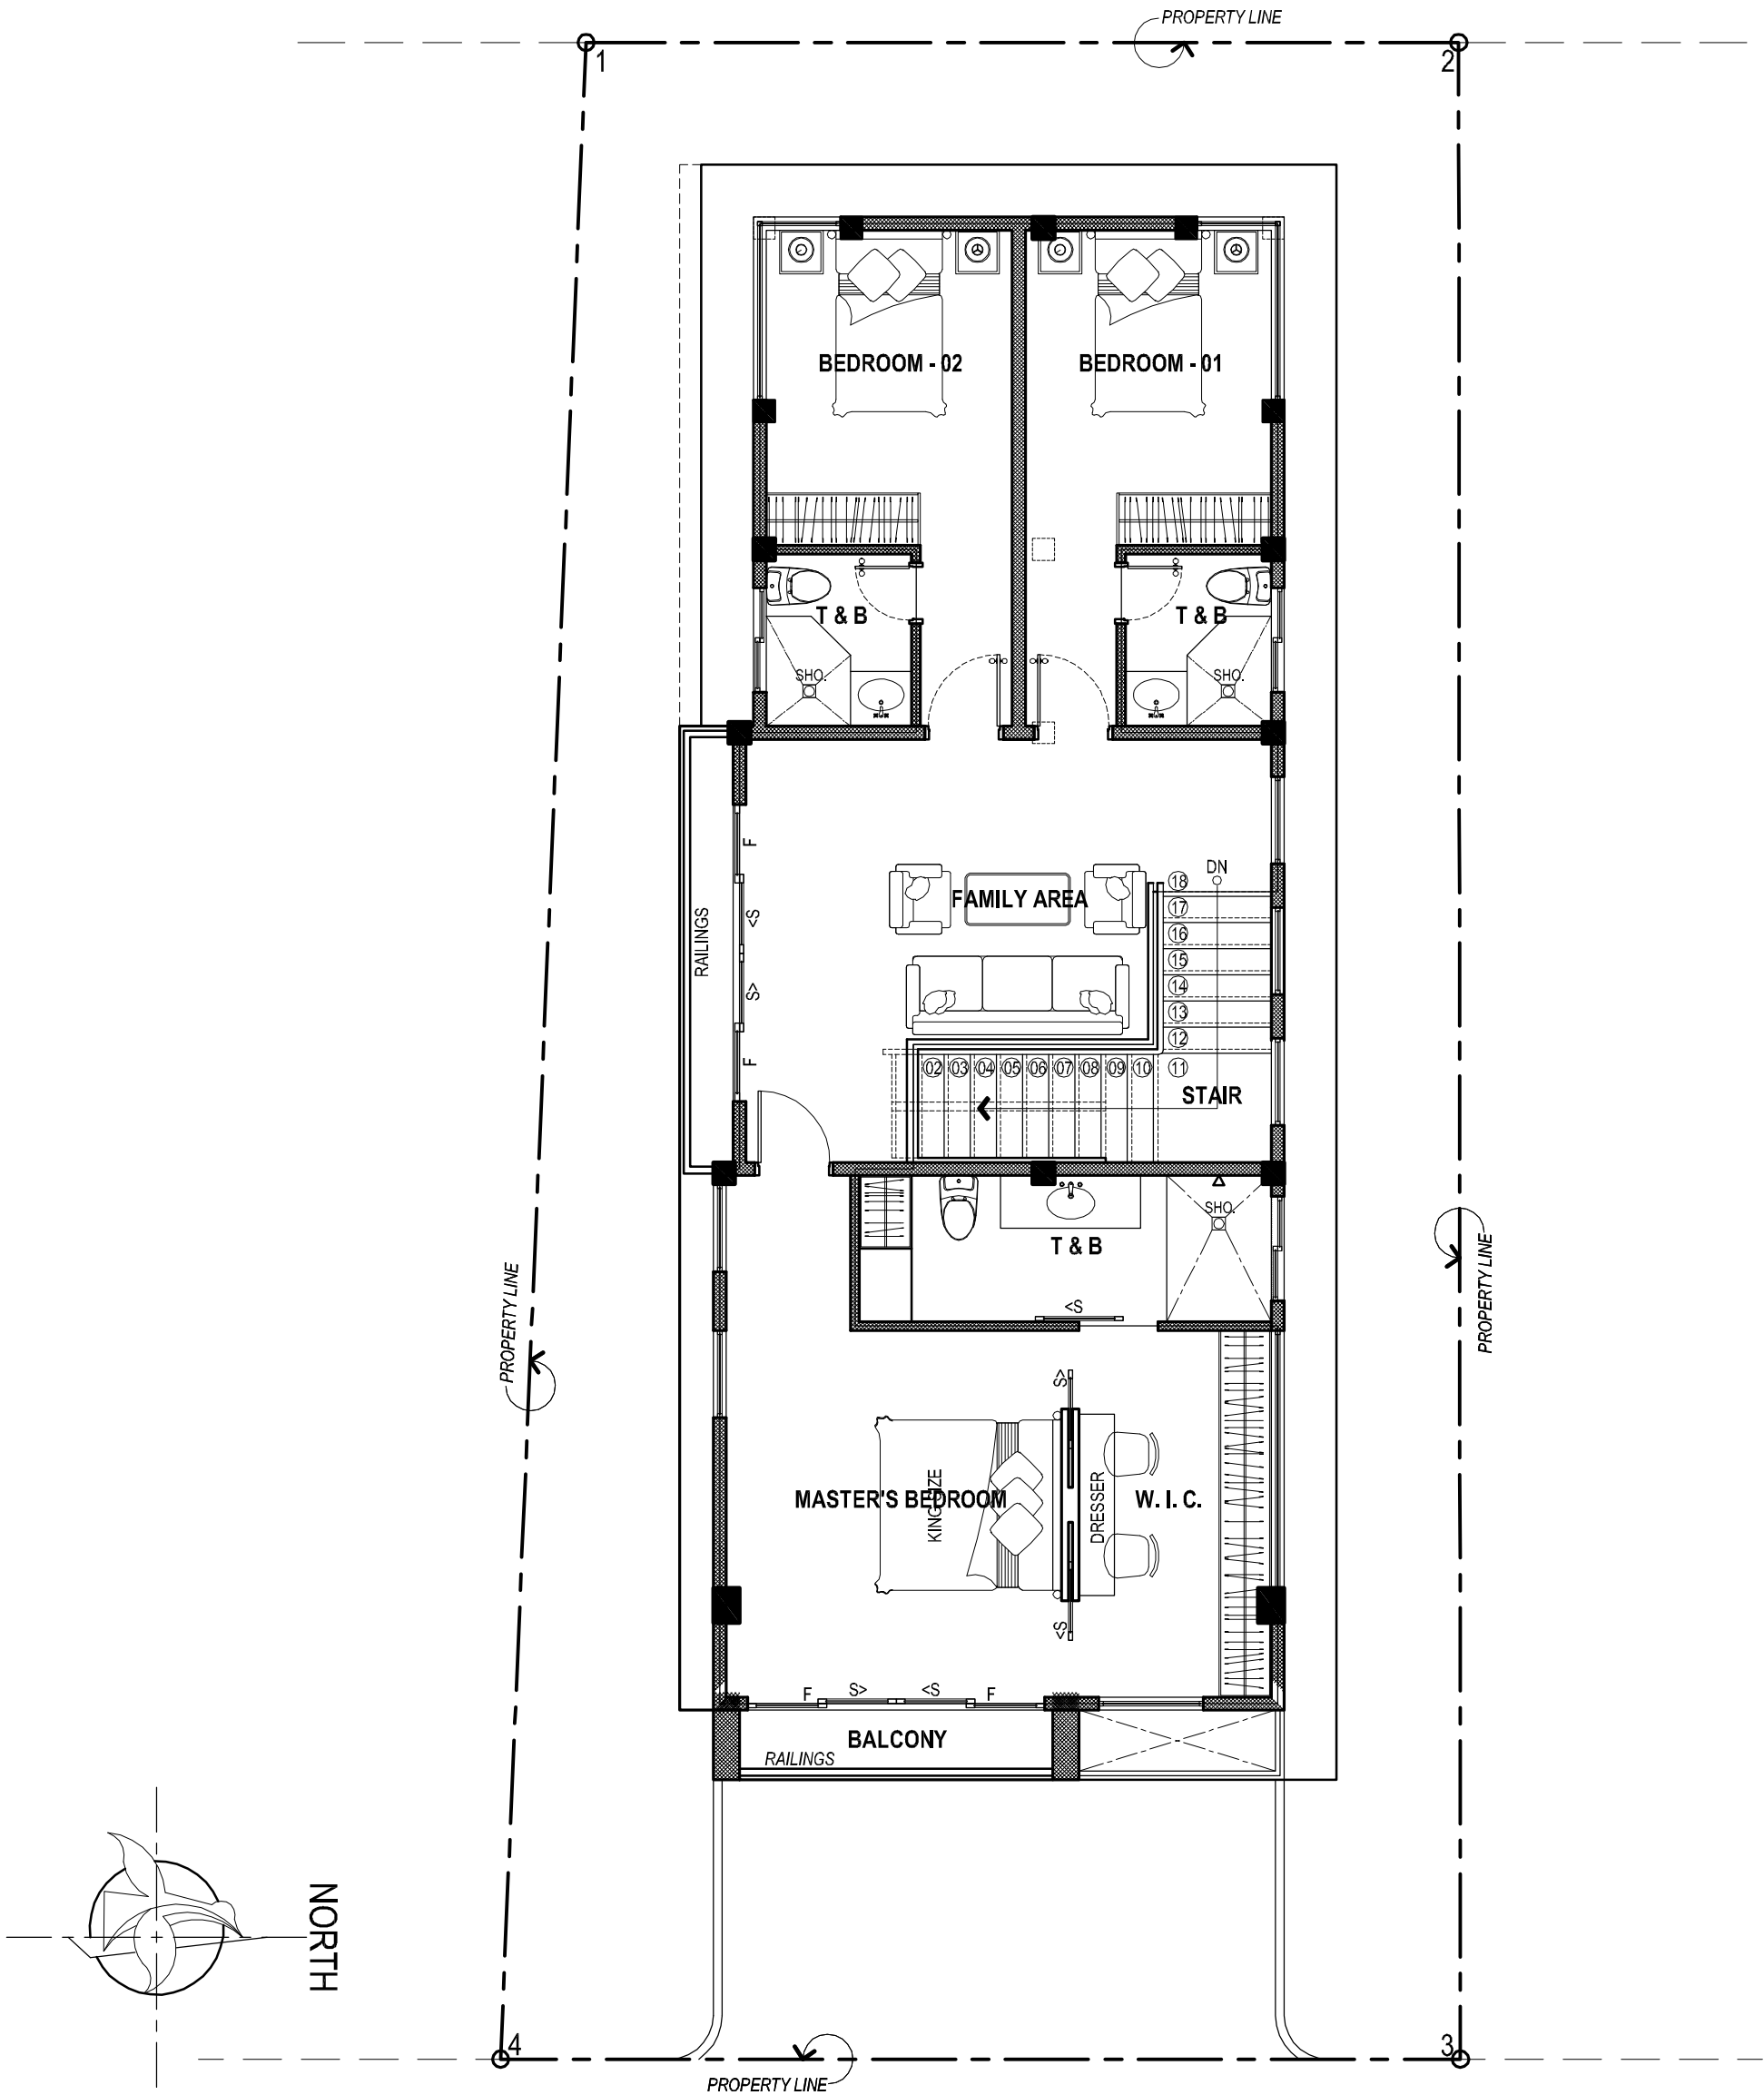 PROPERTY LINE
1
2
BEDROOM - 02
BEDROOM - 01
T & B
T & B
SHO.
SHO.
F
<S
S>
F
RAILINGS
FAMILY AREA
DN
18
17
16
15
14
13
12
11
02
03
04
05
06
07
08
09
10
STAIR
SHO.
T & B
<S
PROPERTY LINE
PROPERTY LINE
S>
MASTER'S BEDROOM
KING SIZE
DRESSER
W. I. C.
<S
F
S>
<S
F
BALCONY
RAILINGS
NORTH
4
3
PROPERTY LINE